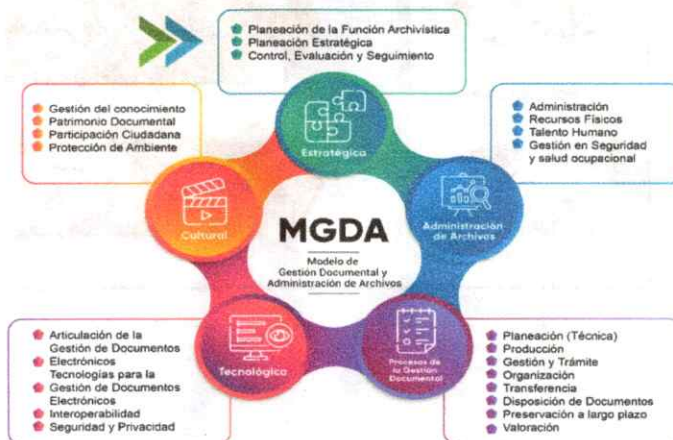 Planeación de la Función Archivística
Planeación Estratégica
Control, Evaluación y Seguimiento
Gestión del conocimiento
Patrimonio Documental
Participación Ciudadana
Protección de Ambiente
Administración
Recursos Físicos
Talento Humano
Gestión en Seguridad
y salud ocupacional
Estratégica
Cultural
Administración
de Archivos
MGDA
Modelo de
Gestión Documental y
Administración de Archivos
Tecnológica
Procesos de
la Gestión
Documental
Articulación de la
Gestión de Documentos
Electrónicos
Tecnologías para la
Gestión de Documentos
Electrónicos
Interoperabilidad
Seguridad y Privacidad
Planeación (Técnica)
Producción
Gestión y Trámite
Organización
Transferencia
Disposición de Documentos
Preservación a largo plazo
Valoración